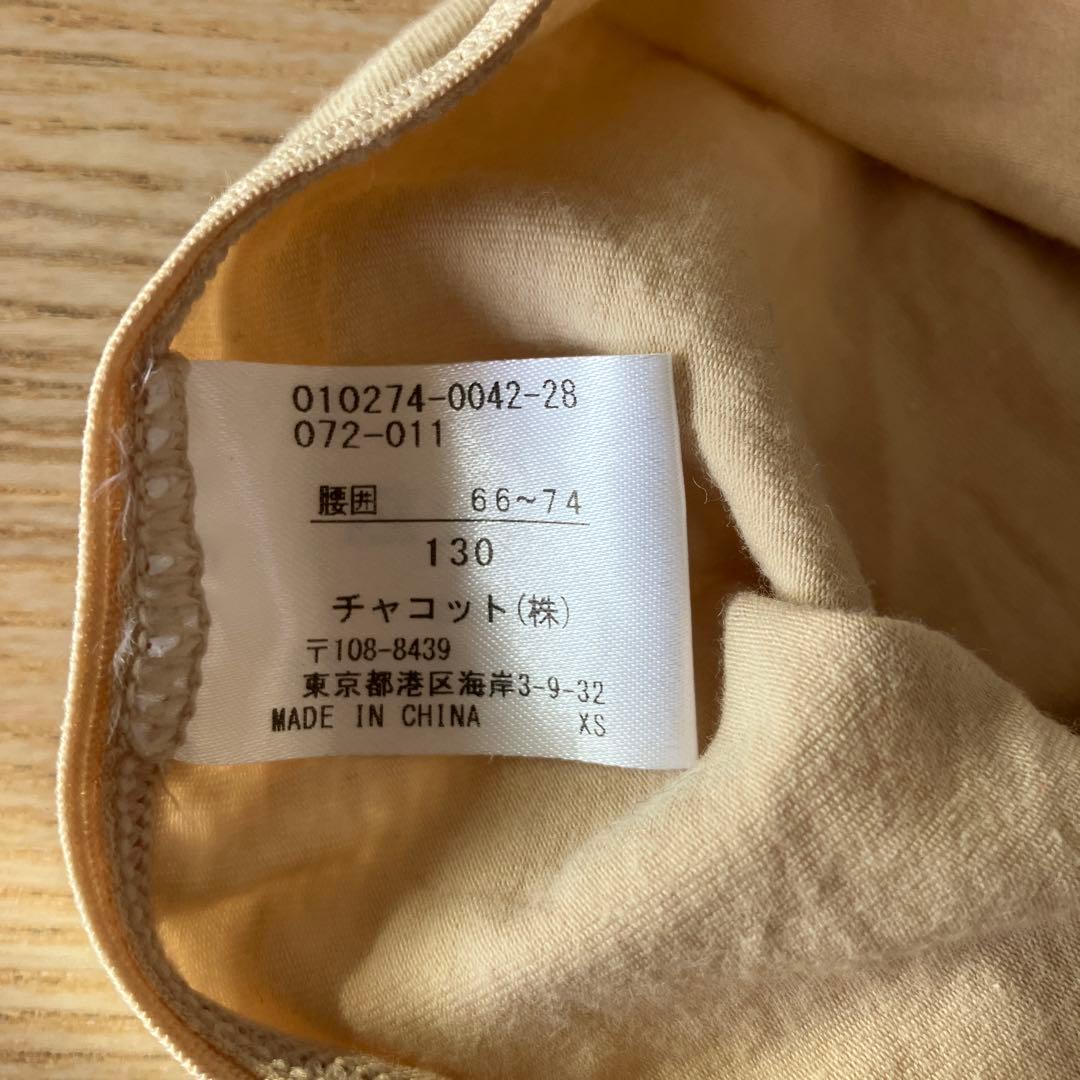 010274-0042-28
072-011
腰囲 66~74
130
チャコット(株)
〒108-8439
東京都港区海岸3-9-32
MADE IN CHINA XS